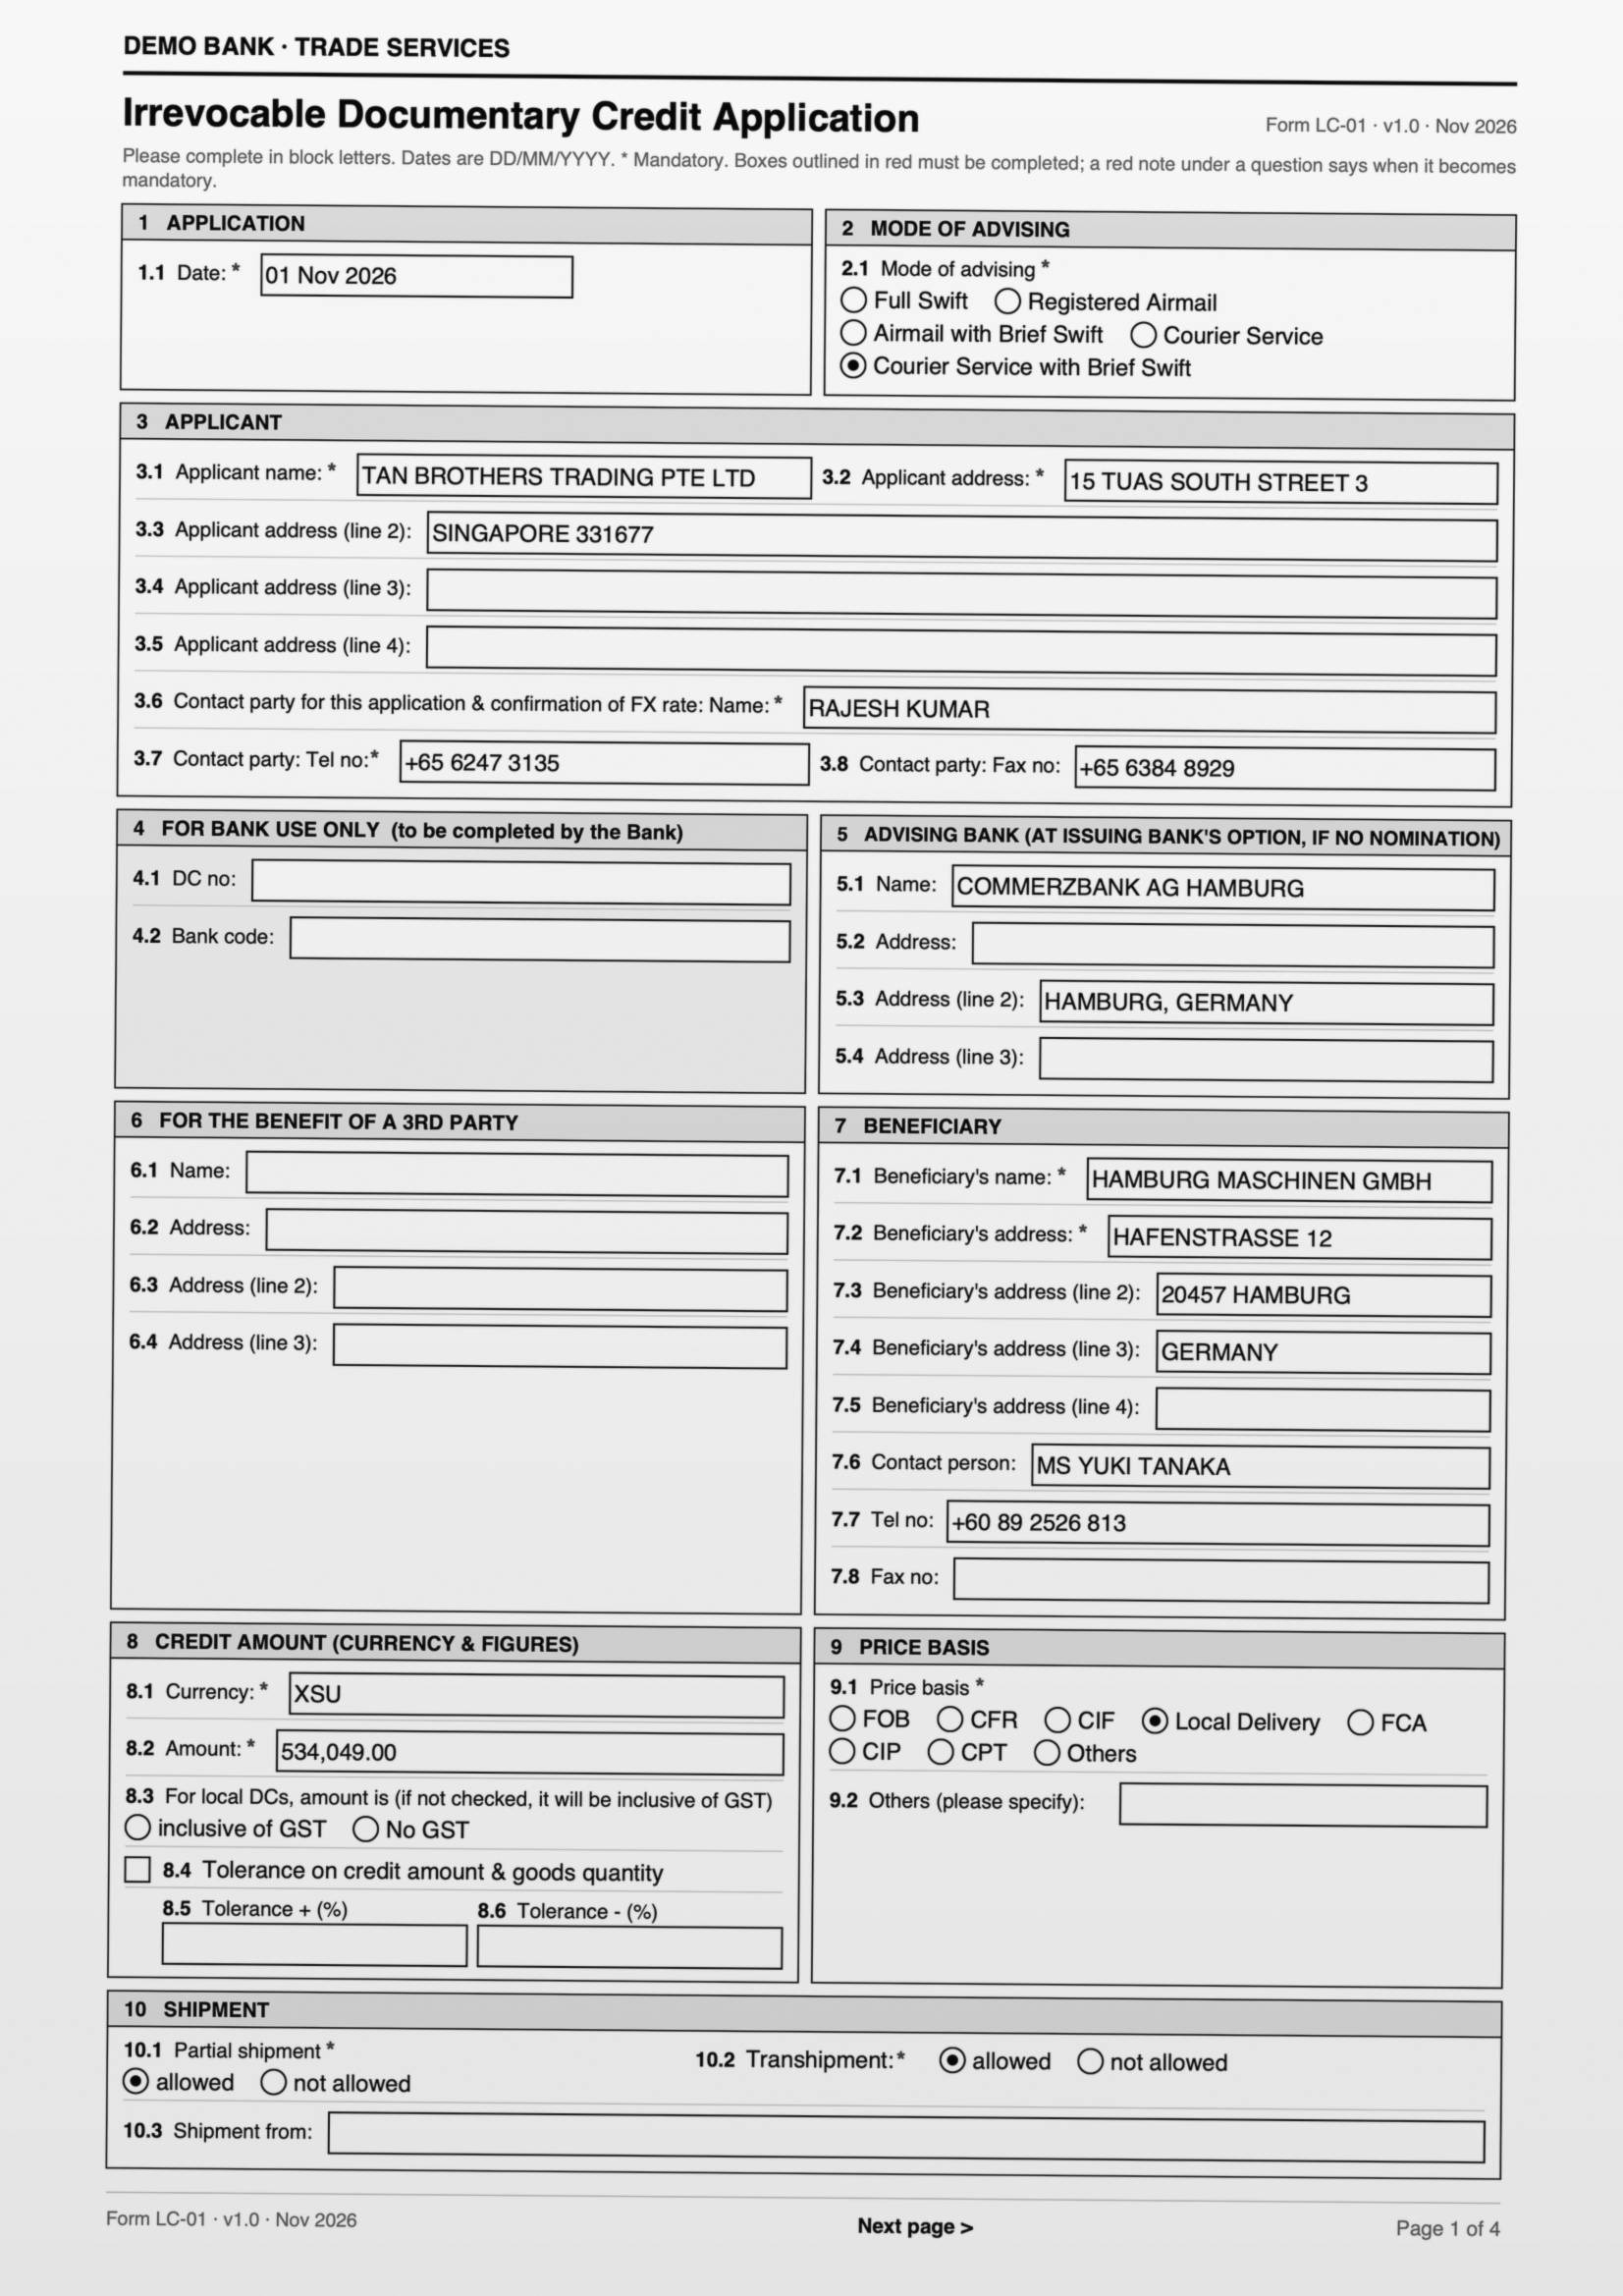 DEMO BANK · TRADE SERVICES
Irrevocable Documentary Credit Application
Form LC-01 · v1.0 · Nov 2026
Please complete in block letters. Dates are DD/MM/YYYY. * Mandatory. Boxes outlined in red must be completed; a red note under a question says when it becomes
mandatory.
1 APPLICATION
1.1 Date: * 01 Nov 2026
2 MODE OF ADVISING
2.1 Mode of advising *
Full Swift Registered Airmail
Airmail with Brief Swift Courier Service
Courier Service with Brief Swift
3 APPLICANT
3.1 Applicant name: * TAN BROTHERS TRADING PTE LTD 3.2 Applicant address: * 15 TUAS SOUTH STREET 3
3.3 Applicant address (line 2): SINGAPORE 331677
3.4 Applicant address (line 3):
3.5 Applicant address (line 4):
3.6 Contact party for this application & confirmation of FX rate: Name: * RAJESH KUMAR
3.7 Contact party: Tel no:* +65 6247 3135 3.8 Contact party: Fax no: +65 6384 8929
4 FOR BANK USE ONLY (to be completed by the Bank)
4.1 DC no:
4.2 Bank code:
5 ADVISING BANK (AT ISSUING BANK'S OPTION, IF NO NOMINATION)
5.1 Name: COMMERZBANK AG HAMBURG
5.2 Address:
5.3 Address (line 2): HAMBURG, GERMANY
5.4 Address (line 3):
6 FOR THE BENEFIT OF A 3RD PARTY
6.1 Name:
6.2 Address:
6.3 Address (line 2):
6.4 Address (line 3):
7 BENEFICIARY
7.1 Beneficiary's name: * HAMBURG MASCHINEN GMBH
7.2 Beneficiary's address: * HAFENSTRASSE 12
7.3 Beneficiary's address (line 2): 20457 HAMBURG
7.4 Beneficiary's address (line 3): GERMANY
7.5 Beneficiary's address (line 4):
7.6 Contact person: MS YUKI TANAKA
7.7 Tel no: +60 89 2526 813
7.8 Fax no:
8 CREDIT AMOUNT (CURRENCY & FIGURES)
8.1 Currency: * XSU
8.2 Amount: * 534,049.00
8.3 For local DCs, amount is (if not checked, it will be inclusive of GST)
inclusive of GST No GST
8.4 Tolerance on credit amount & goods quantity
8.5 Tolerance + (%) 8.6 Tolerance - (%)
9 PRICE BASIS
9.1 Price basis *
FOB CFR CIF Local Delivery FCA
CIP CPT Others
9.2 Others (please specify):
10 SHIPMENT
10.1 Partial shipment *
allowed not allowed
10.2 Transhipment:* allowed not allowed
10.3 Shipment from:
Form LC-01 · v1.0 · Nov 2026
Next page >
Page 1 of 4